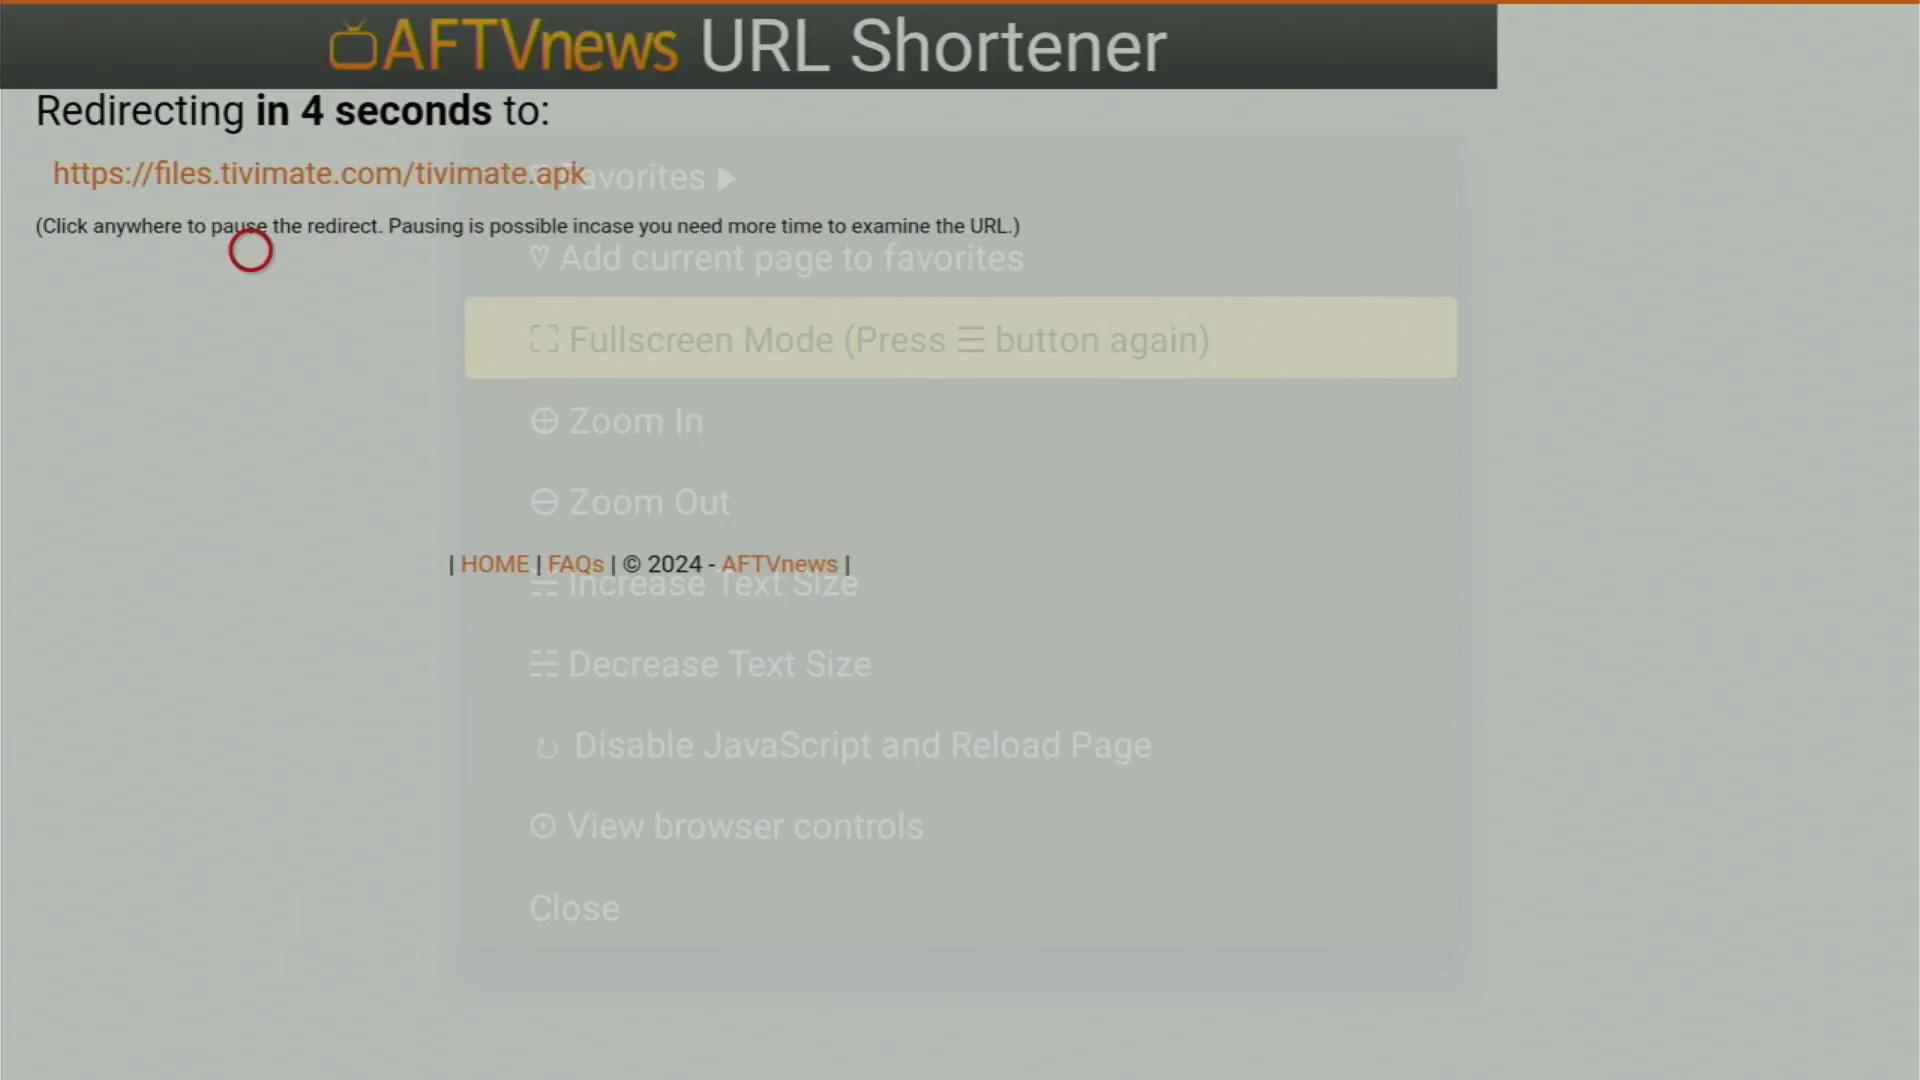 AFTVnews URL Shortener
Redirecting in 4 seconds to:
https://files.tivimate.com/tivimate.apk
Favorites ▶
(Click anywhere to pause the redirect. Pausing is possible incase you need more time to examine the URL.)
♡ Add current page to favorites
Fullscreen Mode (Press ☰ button again)
⊕ Zoom In
⊖ Zoom Out
| HOME | FAQs | © 2024 - AFTVnews |
Increase Text Size
Decrease Text Size
↻ Disable JavaScript and Reload Page
⊙ View browser controls
Close